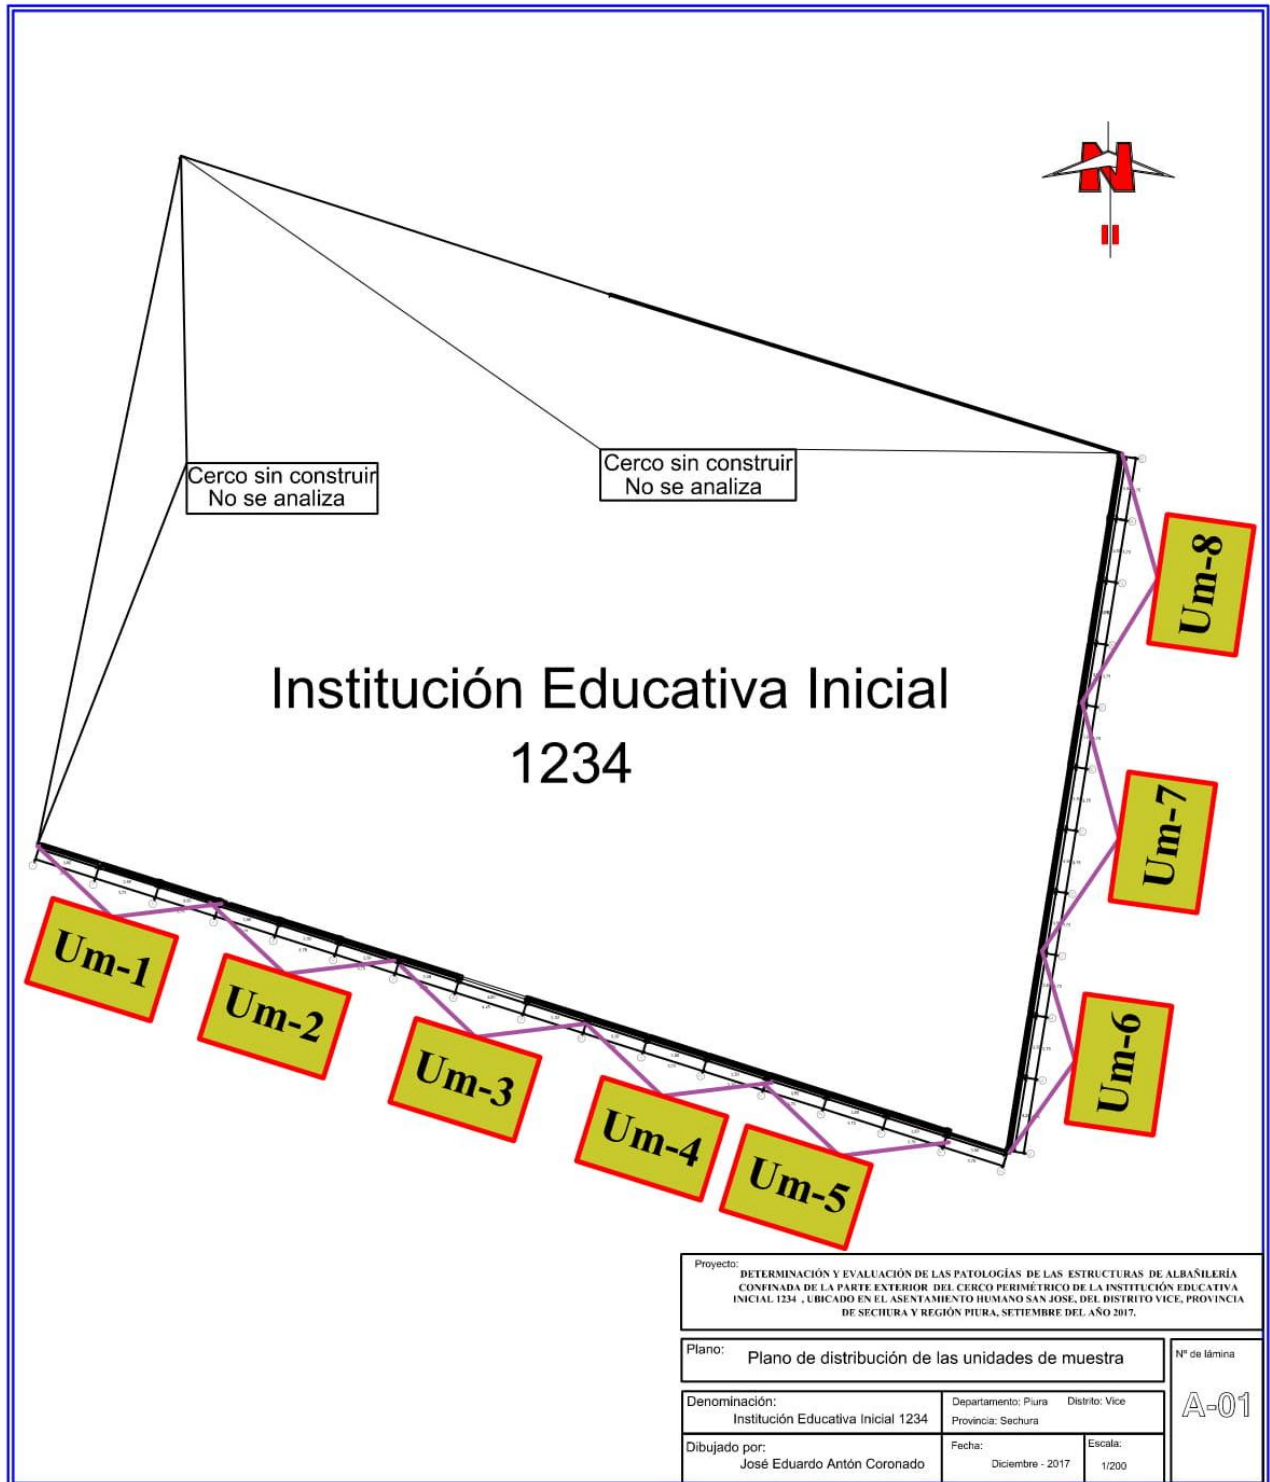 N
Cerco sin construir
No se analiza
Cerco sin construir
No se analiza
Um-8
Institución Educativa Inicial
1234
Um-7
Um-1
Um-2
Um-3
Um-6
Um-4
Um-5
Proyecto:
DETERMINACIÓN Y EVALUACIÓN DE LAS PATOLOGÍAS DE LAS ESTRUCTURAS DE ALBAÑILERÍA
CONFINADA DE LA PARTE EXTERIOR DEL CERCO PERIMÉTRICO DE LA INSTITUCIÓN EDUCATIVA
INICIAL 1234 , UBICADO EN EL ASENTAMIENTO HUMANO SAN JOSE, DEL DISTRITO VICE, PROVINCIA
DE SECHURA Y REGIÓN PIURA, SETIEMBRE DEL AÑO 2017.
Plano: Plano de distribución de las unidades de muestra
Nº de lámina
A-01
Denominación:
Institución Educativa Inicial 1234
Departamento: Piura Distrito: Vice
Provincia: Sechura
Dibujado por:
José Eduardo Antón Coronado
Fecha:
Diciembre - 2017
Escala:
1/200